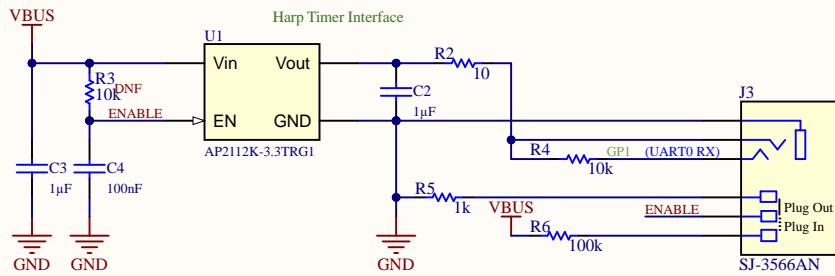 Harp Timer Interface
VBUS
U1
Vin
Vout
R3
10k
DNF
ENABLE
EN
GND
AP2112K-3.3TRG1
C3
1µF
C4
100nF
GND
GND
C2
1µF
R2
10
R4
10k
GP1 (UART0 RX)
R5
1k
GND
VBUS
R6
100k
ENABLE
J3
Plug Out
Plug In
SJ-3566AN